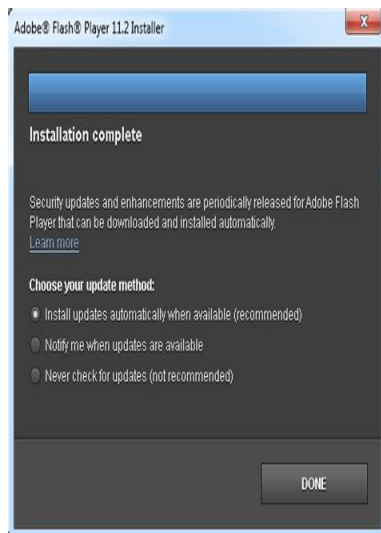 Adobe® Flash® Player 11.2 Installer
x
Installation complete
Security updates and enhancements are periodically released for Adobe Flash
Player that can be downloaded and installed automatically.
Learn more
Choose your update method:
Install updates automatically when available (recommended)
Notify me when updates are available
Never check for updates (not recommended)
DONE